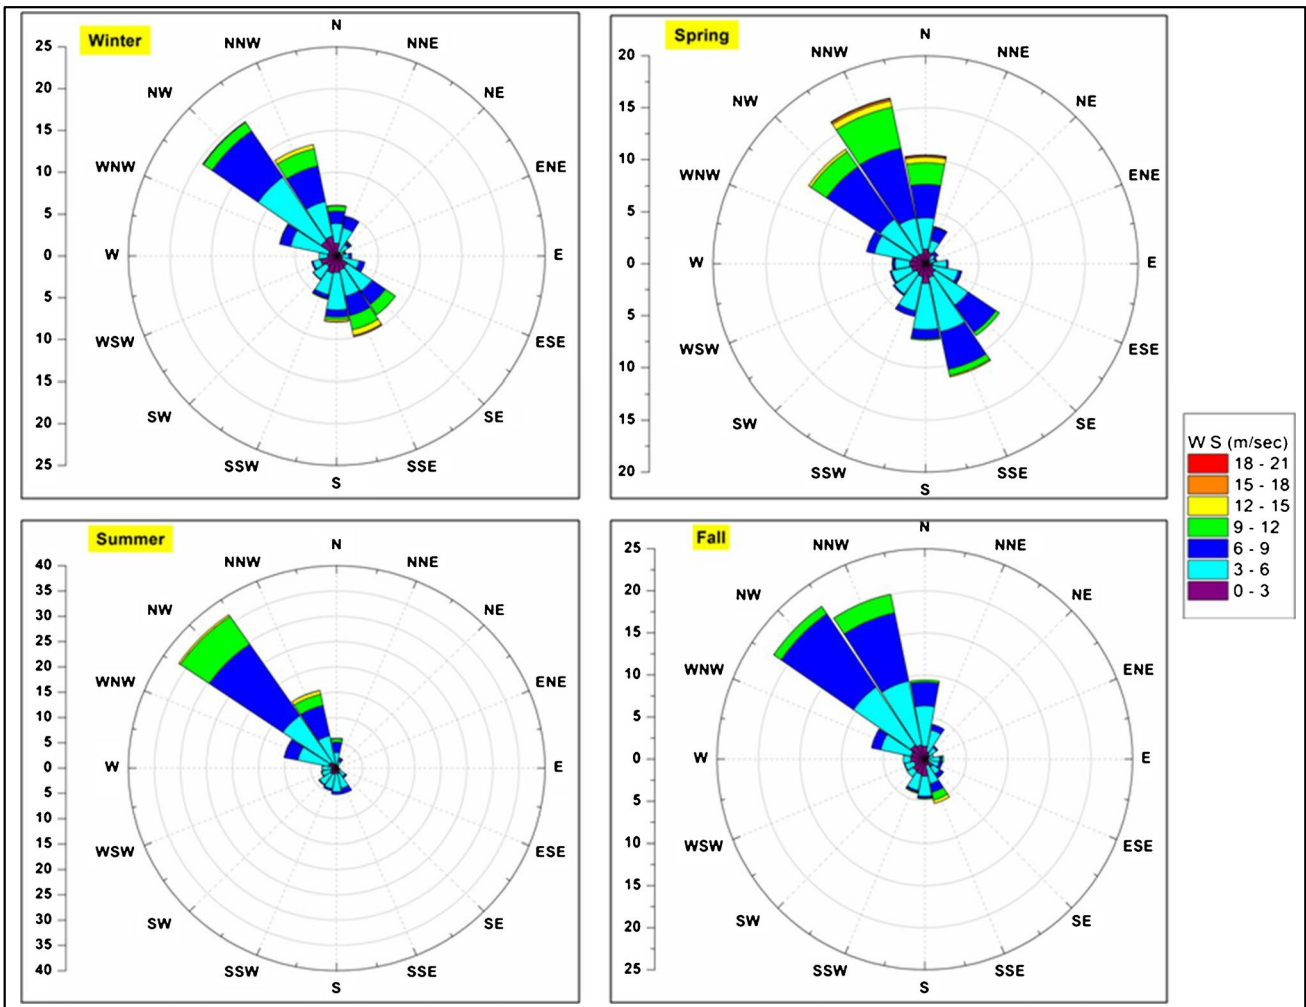 Winter
N
NNE
NE
ENE
E
ESE
SE
SSE
S
SSW
SW
WSW
W
WNW
NW
NNW
25
20
15
10
5
0
5
10
15
20
25
Spring
N
NNE
NE
ENE
E
ESE
SE
SSE
S
SSW
SW
WSW
W
WNW
NW
NNW
20
15
10
5
0
5
10
15
20
W S (m/sec)
18 - 21
15 - 18
12 - 15
9 - 12
6 - 9
3 - 6
0 - 3
Summer
N
NNE
NE
ENE
E
ESE
SE
SSE
S
SSW
SW
WSW
W
WNW
NW
NNW
40
35
30
25
20
15
10
5
0
5
10
15
20
25
30
35
40
Fall
N
NNE
NE
ENE
E
ESE
SE
SSE
S
SSW
SW
WSW
W
WNW
NW
NNW
25
20
15
10
5
0
5
10
15
20
25